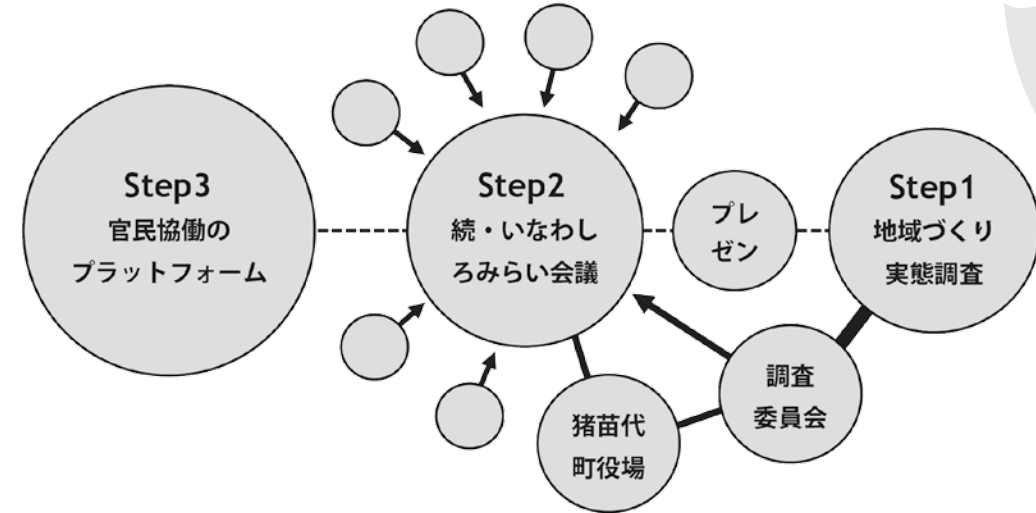 Step3
官民協働の
プラットフォーム
Step2
続・いなわし
ろみらい会議
プレ
ゼン
Step1
地域づくり
実態調査
調査
委員会
猪苗代
町役場